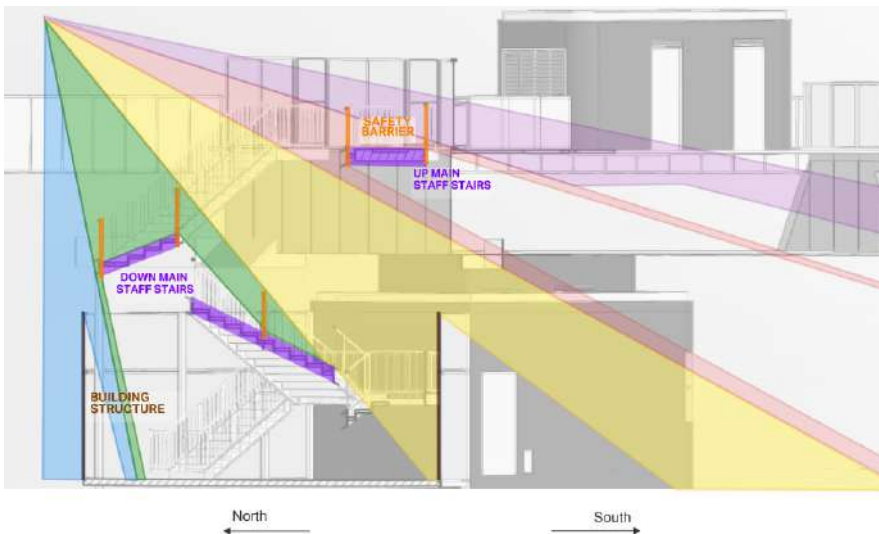 SAFETY
BARRIER
UP MAIN
STAFF STAIRS
DOWN MAIN
STAFF STAIRS
BUILDING
STRUCTURE
North
South